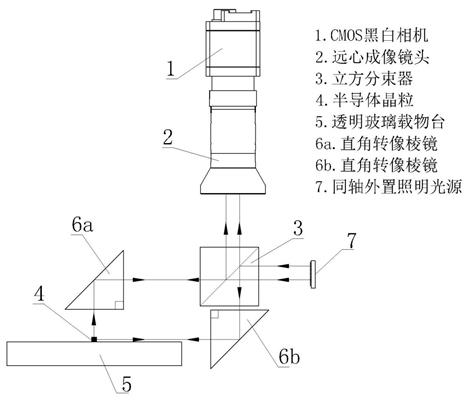 1.CMOS黑白相机
2.远心成像镜头
3.立方分束器
4.半导体晶粒
5.透明玻璃载物台
6a.直角转像棱镜
6b.直角转像棱镜
7.同轴外置照明光源
1
2
6a
3
7
4
5
6b